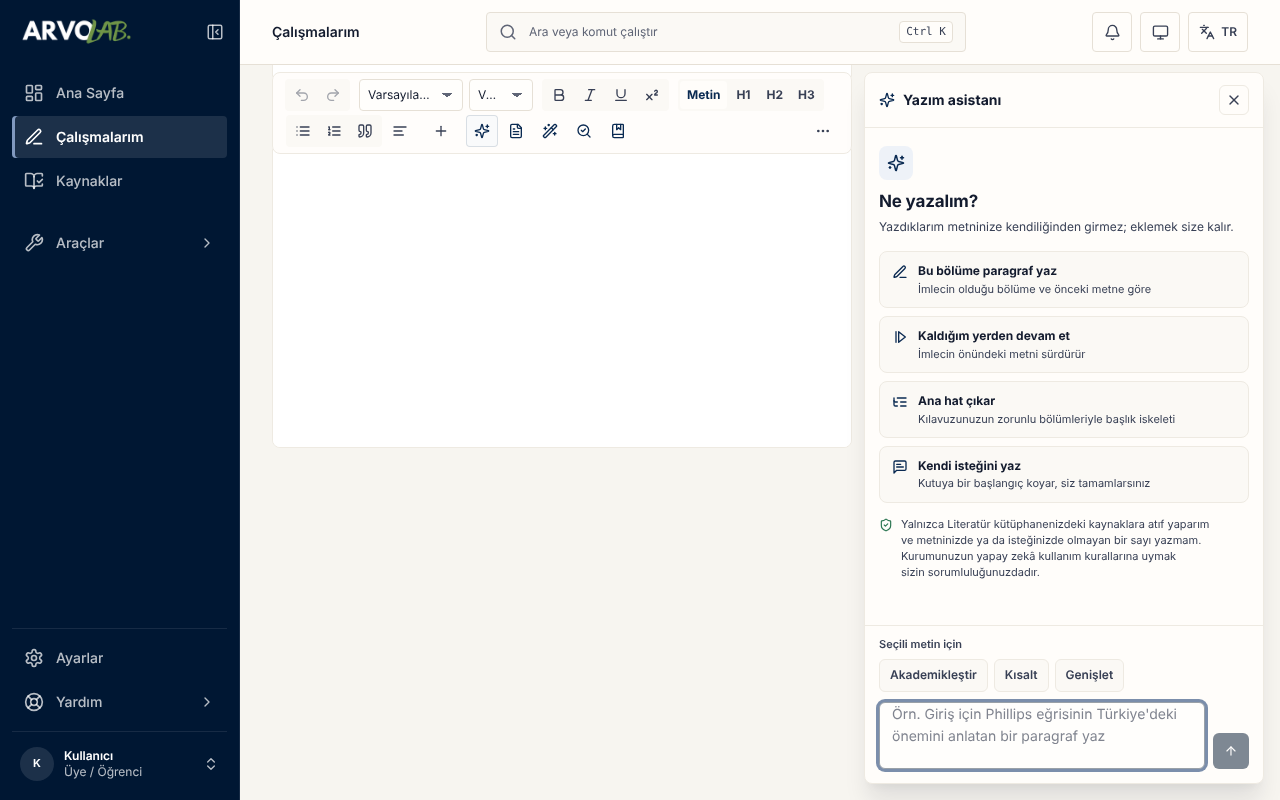 ARVOLAB.
Çalışmalarım
Ara veya komut çalıştır
Ctrl K
TR
Ana Sayfa
Çalışmalarım
Kaynaklar
Araçlar
Ayarlar
Yardım
K
Kullanıcı
Üye / Öğrenci
Varsayıla...
V...
B
I
U
x²
Metin
H1
H2
H3
Yazım asistanı
Ne yazalım?
Yazdıklarım metninize kendiliğinden girmez; eklemek size kalır.
Bu bölüme paragraf yaz
İmlecin olduğu bölüme ve önceki metne göre
Kaldığım yerden devam et
İmlecin önündeki metni sürdürür
Ana hat çıkar
Kılavuzunuzun zorunlu bölümleriyle başlık iskeleti
Kendi isteğini yaz
Kutuya bir başlangıç koyar, siz tamamlarsınız
Yalnızca Literatür kütüphanenizdeki kaynaklara atıf yaparım
ve metninizde ya da isteğinizde olmayan bir sayı yazmam.
Kurumunuzun yapay zekâ kullanım kurallarına uymak
sizin sorumluluğunuzdadır.
Seçili metin için
Akademikleştir
Kısalt
Genişlet
Örn. Giriş için Phillips eğrisinin Türkiye'deki
önemini anlatan bir paragraf yaz